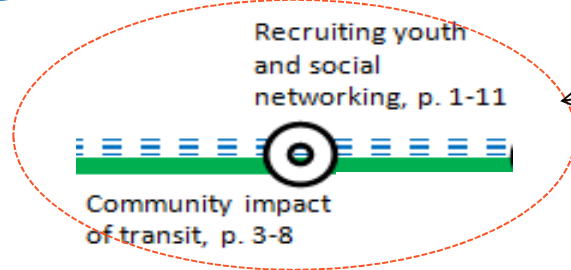 Recruiting youth
and social
networking, p. 1-11
Community impact
of transit, p. 3-8